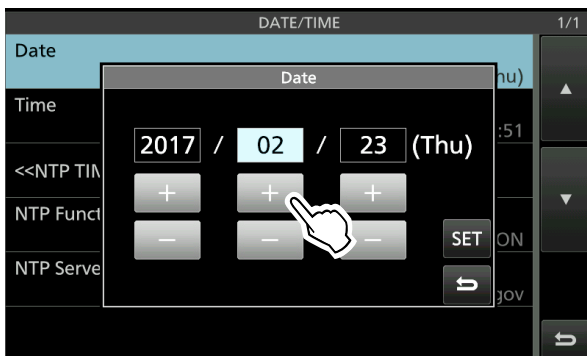 DATE/TIME 1/1
Date
hu)
Date
Time
:51
2017 / 02 / 23 (Thu)
<<NTP TIM
+ + +
NTP Funct
- - - SET ON
NTP Serve
gov